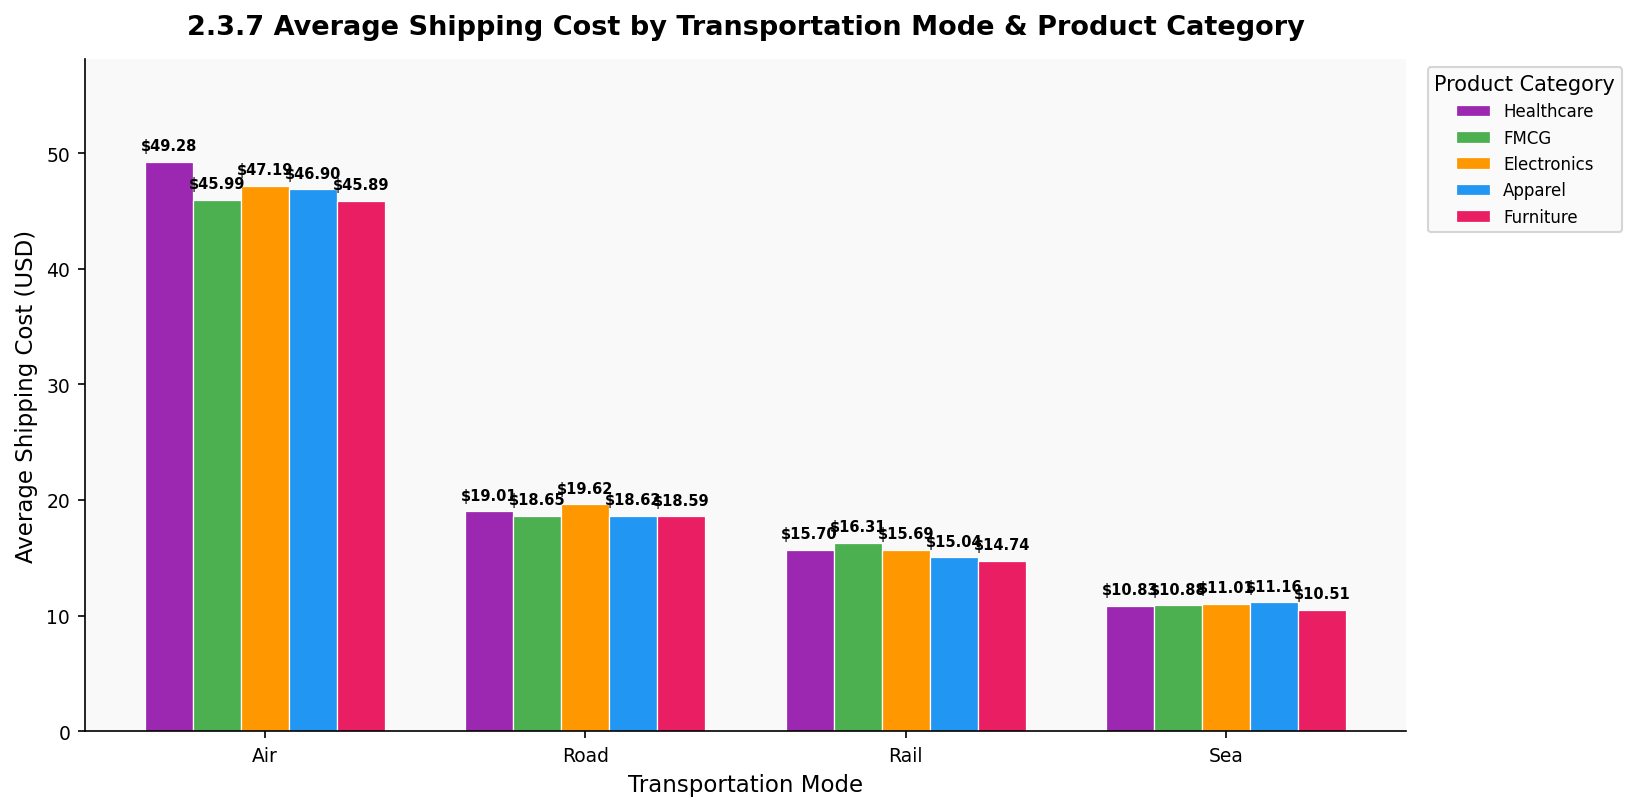 2.3.7 Average Shipping Cost by Transportation Mode & Product Category
Product Category
Healthcare
FMCG
Electronics
Apparel
Furniture
Average Shipping Cost (USD)
50
40
30
20
10
0
$49.28
$45.99
$47.19
$46.90
$45.89
$19.01
$18.65
$19.62
$18.62
$18.59
$15.70
$16.31
$15.69
$15.04
$14.74
$10.83
$10.88
$11.01
$11.16
$10.51
Air
Road
Rail
Sea
Transportation Mode